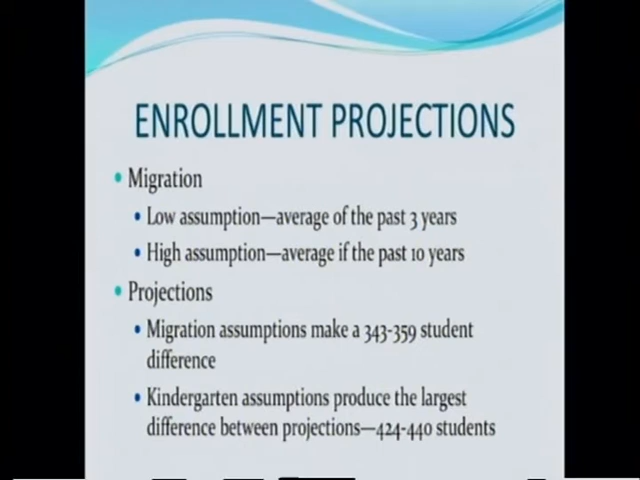 ENROLLMENT PROJECTIONS
• Migration
• Low assumption—average of the past 3 years
• High assumption—average if the past 10 years
• Projections
• Migration assumptions make a 343-359 student
difference
• Kindergarten assumptions produce the largest
difference between projections—424-440 students